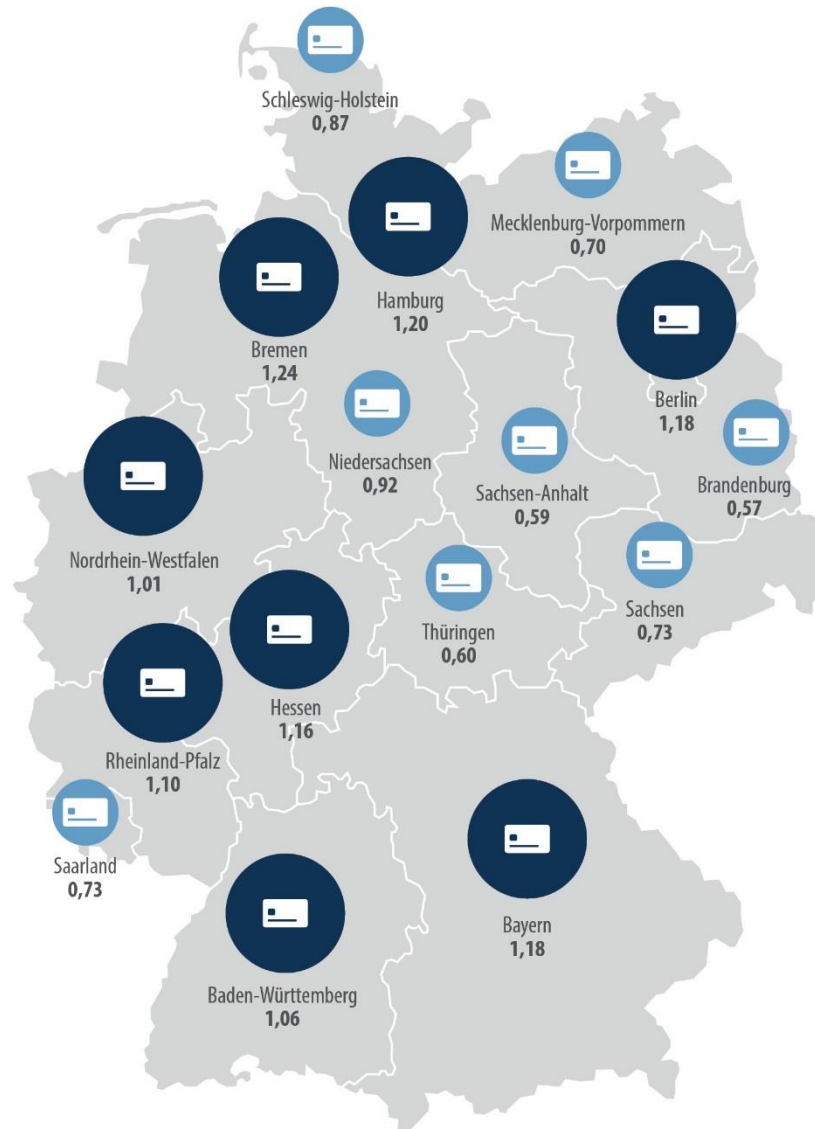 Schleswig-Holstein
0,87
Mecklenburg-Vorpommern
0,70
Hamburg
1,20
Bremen
1,24
Berlin
1,18
Niedersachsen
0,92
Sachsen-Anhalt
0,59
Brandenburg
0,57
Nordrhein-Westfalen
1,01
Thüringen
0,60
Sachsen
0,73
Hessen
1,16
Rheinland-Pfalz
1,10
Saarland
0,73
Bayern
1,18
Baden-Württemberg
1,06